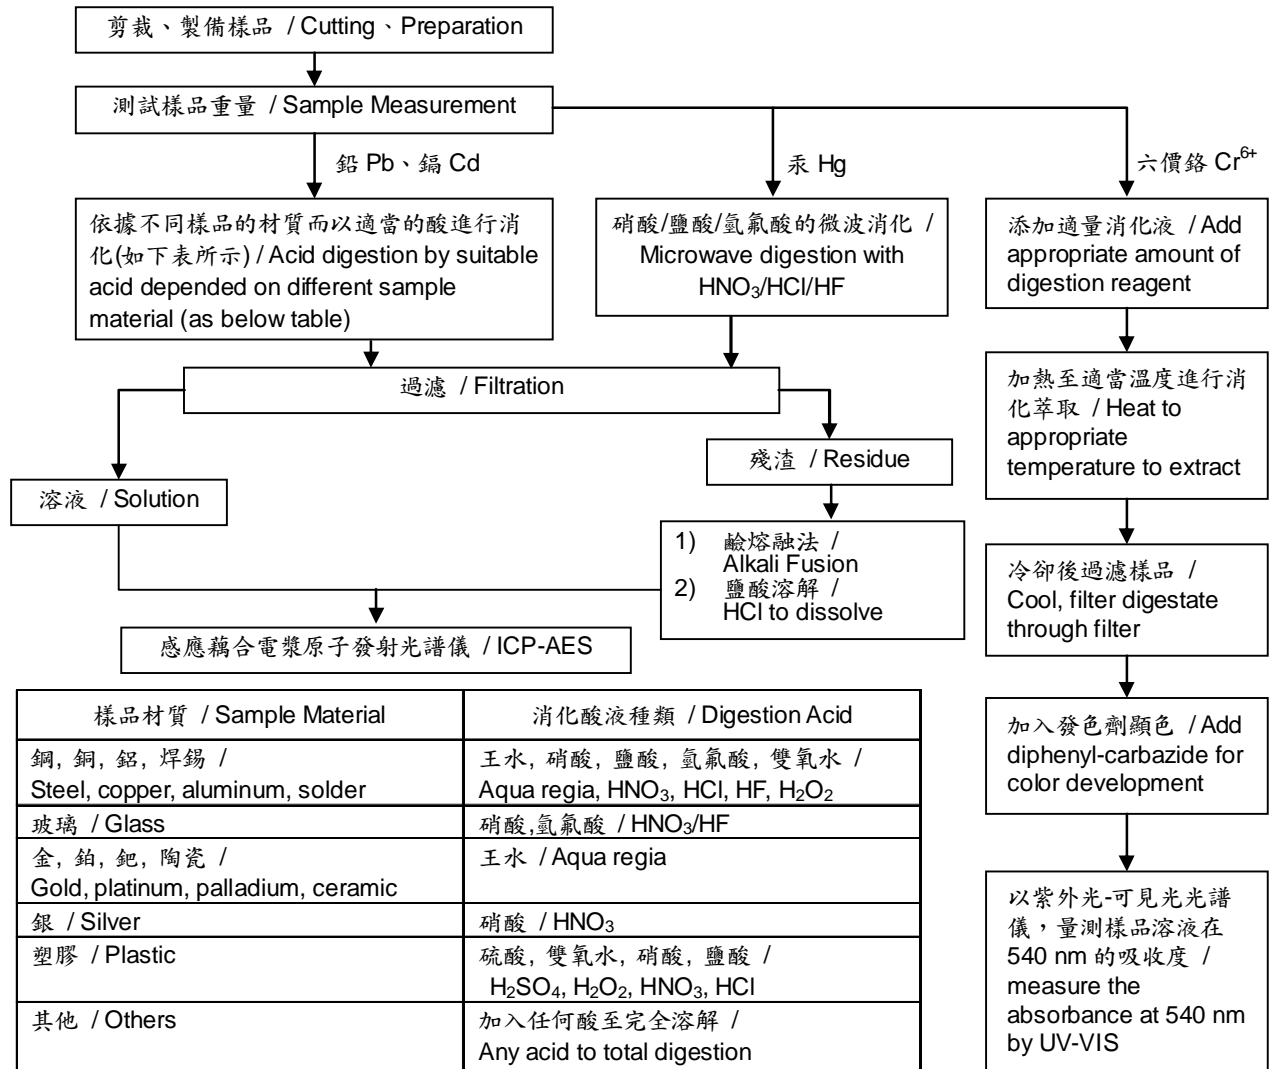 剪裁、製備樣品 / Cutting、Preparation
測試樣品重量 / Sample Measurement
鉛 Pb、鎘 Cd
汞 Hg
六價鉻 Cr⁶⁺
依據不同樣品的材質而以適當的酸進行消
化(如下表所示) / Acid digestion by suitable
acid depended on different sample
material (as below table)
硝酸/鹽酸/氫氟酸的微波消化 /
Microwave digestion with
HNO₃/HCl/HF
添加適量消化液 / Add
appropriate amount of
digestion reagent
過濾 / Filtration
加熱至適當溫度進行消
化萃取 / Heat to
appropriate
temperature to extract
溶液 / Solution
殘渣 / Residue
1) 鹼熔融法 /
Alkali Fusion
2) 鹽酸溶解 /
HCl to dissolve
冷卻後過濾樣品 /
Cool, filter digestate
through filter
感應藕合電漿原子發射光譜儀 / ICP-AES
加入發色劑顯色 / Add
diphenyl-carbazide for
color development
以紫外光-可見光光譜
儀，量測樣品溶液在
540 nm 的吸收度 /
measure the
absorbance at 540 nm
by UV-VIS
樣品材質 / Sample Material
消化酸液種類 / Digestion Acid
鋼, 銅, 鋁, 焊錫 /
Steel, copper, aluminum, solder
王水, 硝酸, 鹽酸, 氫氟酸, 雙氧水 /
Aqua regia, HNO₃, HCl, HF, H₂O₂
玻璃 / Glass
硝酸,氫氟酸 / HNO₃/HF
金, 鉑, 鈀, 陶瓷 /
Gold, platinum, palladium, ceramic
王水 / Aqua regia
銀 / Silver
硝酸 / HNO₃
塑膠 / Plastic
硫酸, 雙氧水, 硝酸, 鹽酸 /
H₂SO₄, H₂O₂, HNO₃, HCl
其他 / Others
加入任何酸至完全溶解 /
Any acid to total digestion